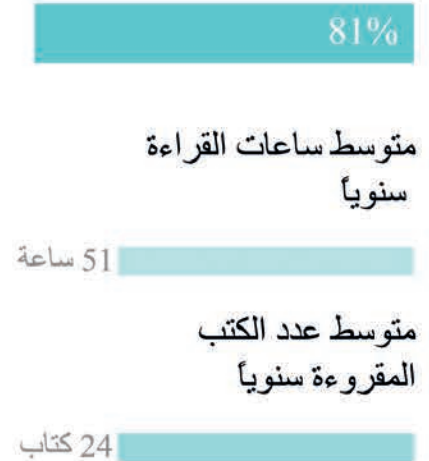 81%
متوسط ساعات القراءة
سنوياً
51 ساعة
متوسط عدد الكتب
المقروءة سنوياً
24 كتاب